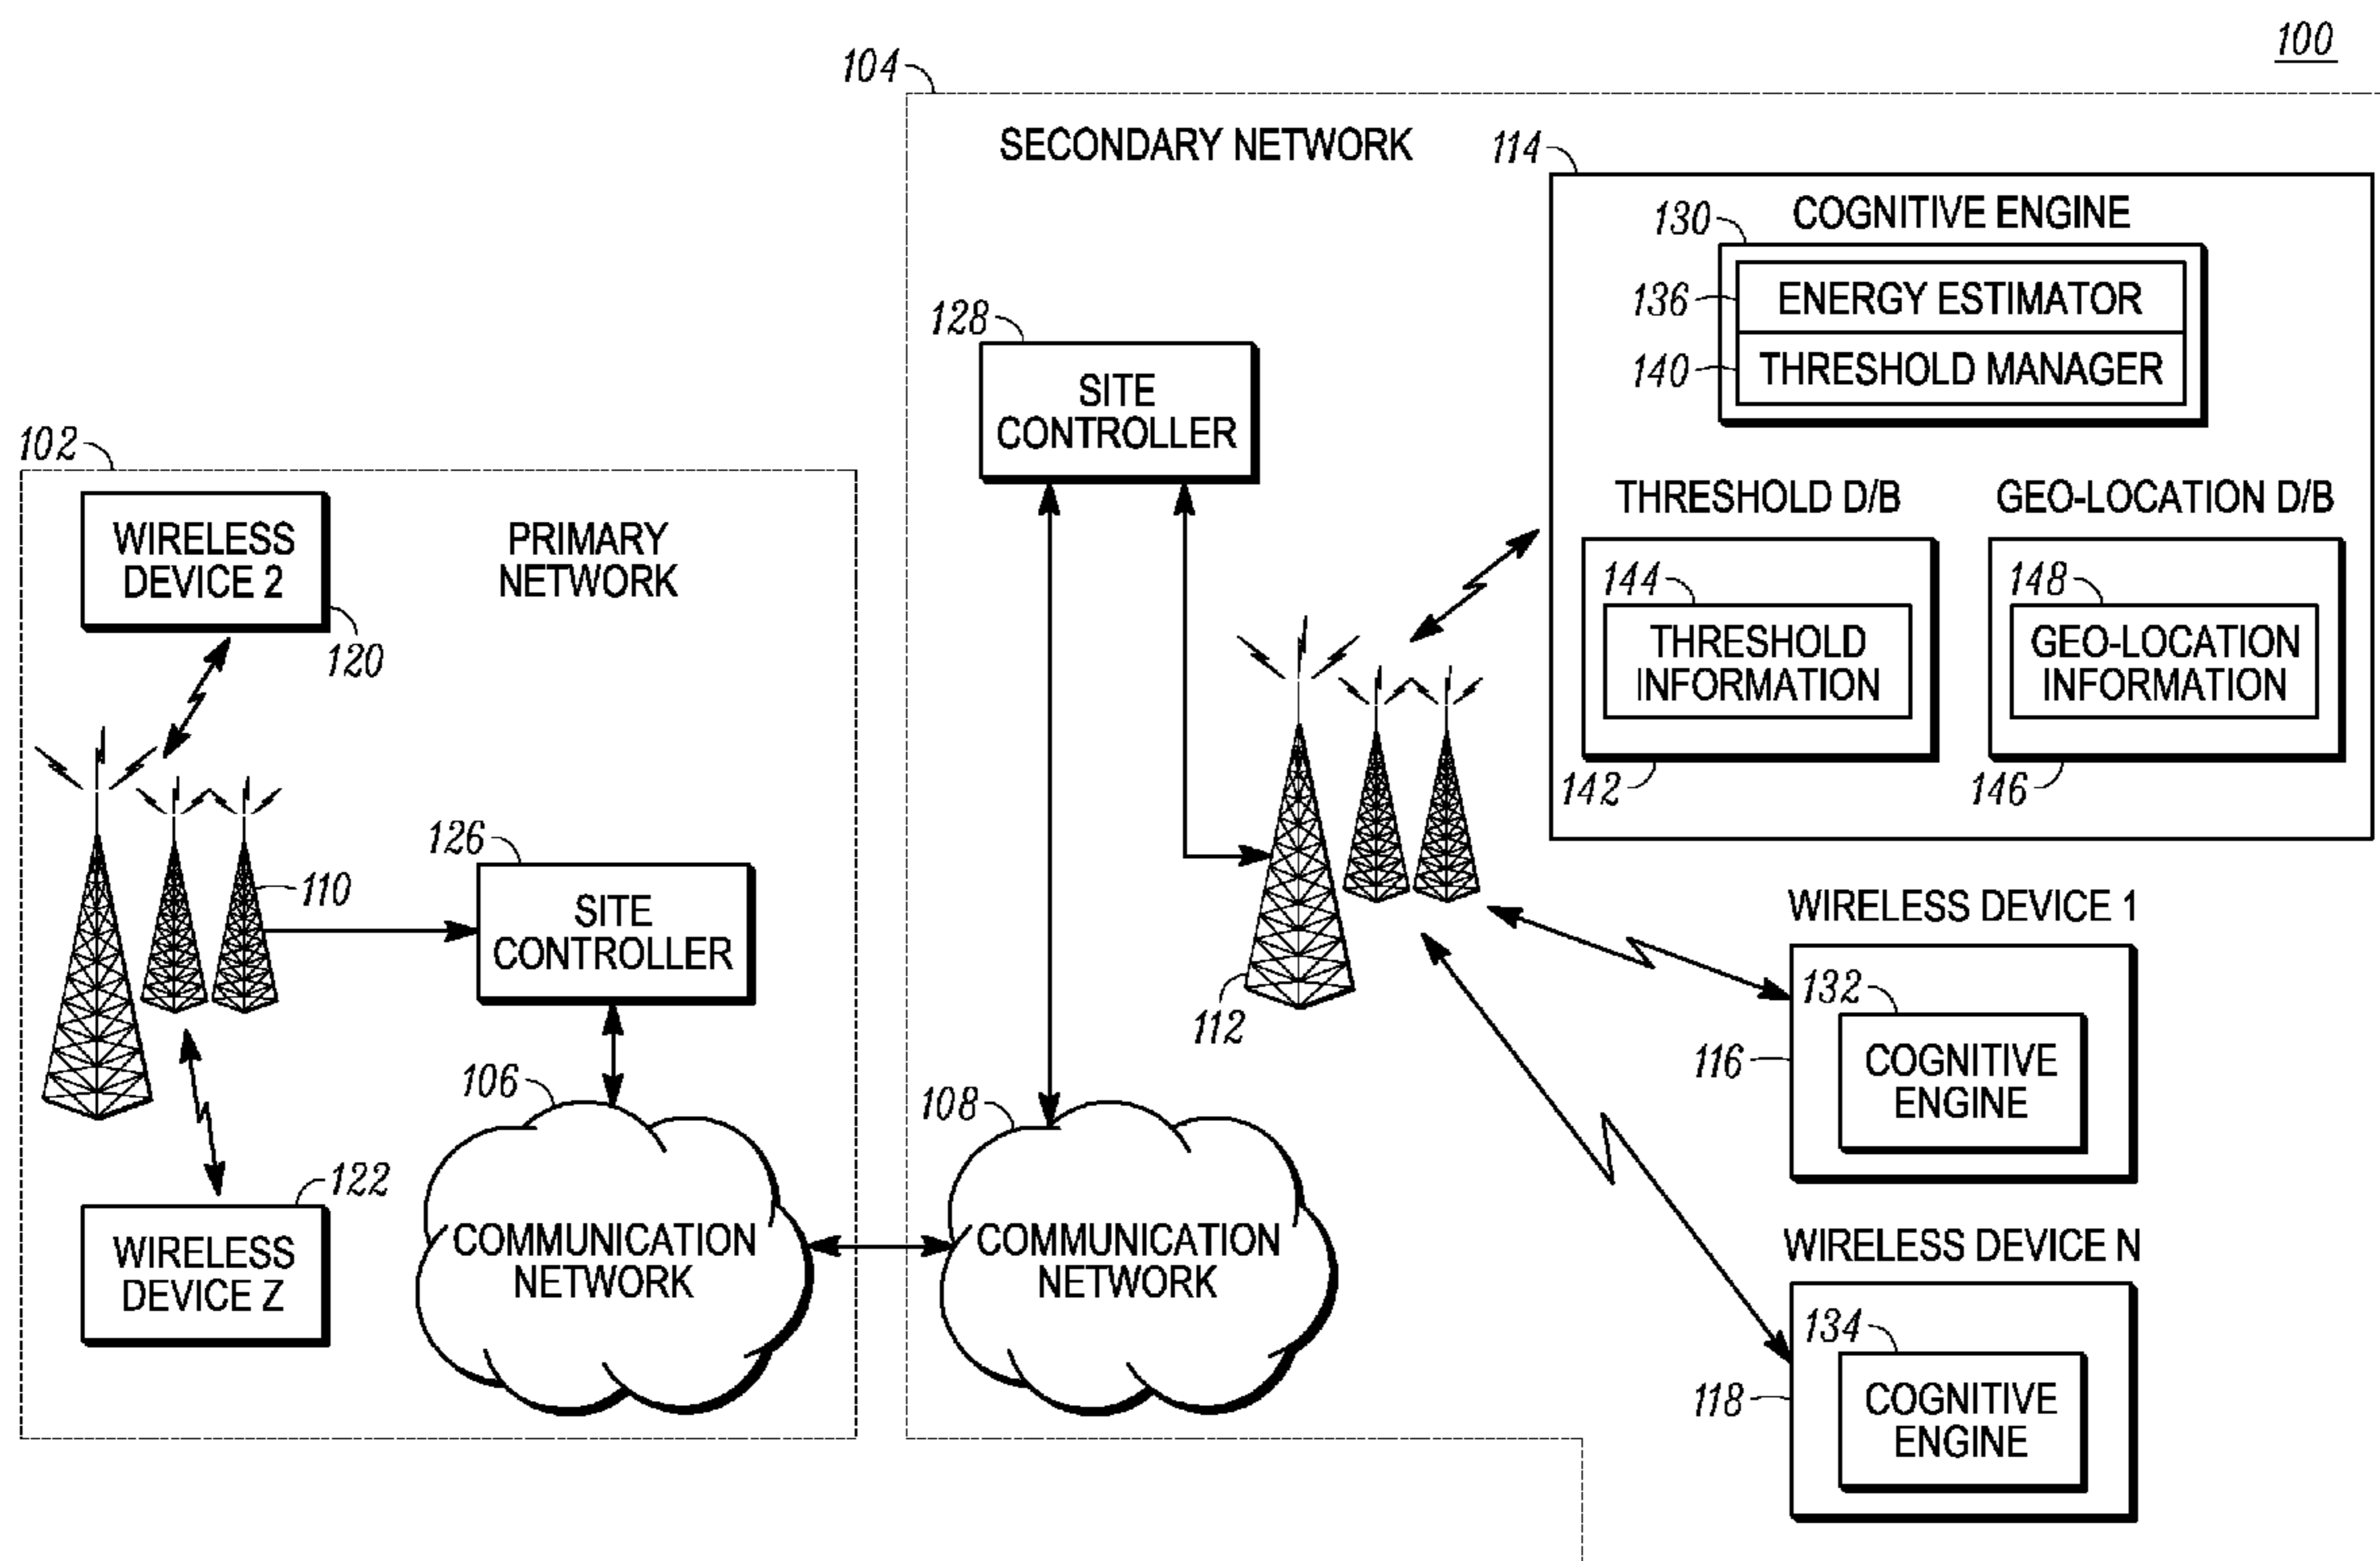 100
104
SECONDARY NETWORK
114
COGNITIVE ENGINE
130
136
ENERGY ESTIMATOR
140
THRESHOLD MANAGER
128
SITE
CONTROLLER
THRESHOLD D/B
GEO-LOCATION D/B
144
THRESHOLD
INFORMATION
142
148
GEO-LOCATION
INFORMATION
146
102
WIRELESS
DEVICE 2
120
PRIMARY
NETWORK
110
126
SITE
CONTROLLER
112
WIRELESS DEVICE 1
132
116
COGNITIVE
ENGINE
106
COMMUNICATION
NETWORK
108
COMMUNICATION
NETWORK
122
WIRELESS
DEVICE Z
WIRELESS DEVICE N
134
118
COGNITIVE
ENGINE